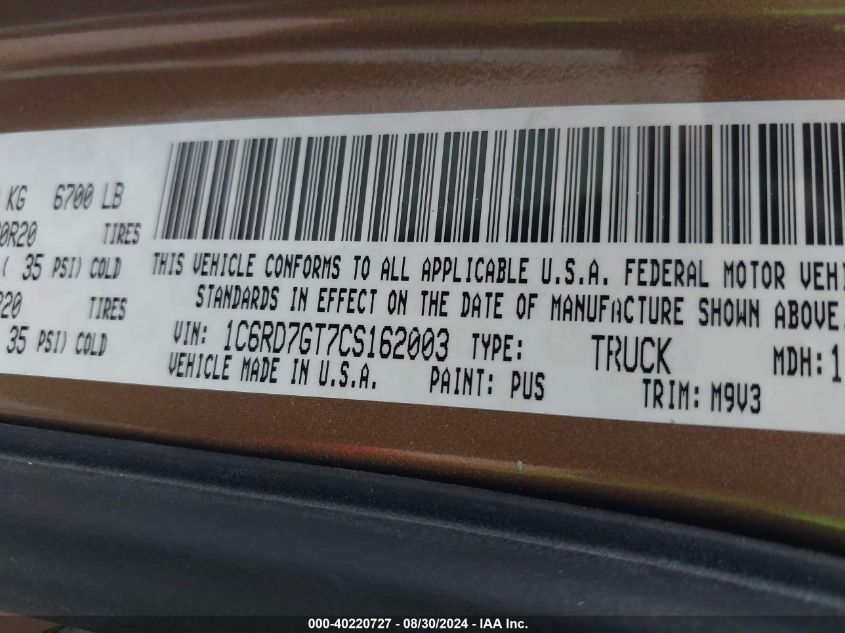 KG 6700 LB
0R20 TIRES
( 35 PSI) COLD
R20 TIRES
35 PSI) COLD
THIS VEHICLE CONFORMS TO ALL APPLICABLE U.S.A. FEDERAL MOTOR VEHI
STANDARDS IN EFFECT ON THE DATE OF MANUFACTURE SHOWN ABOVE.
VIN: 1C6RD7GT7CS162003 TYPE: TRUCK MDH: 1
VEHICLE MADE IN U.S.A. PAINT: PUS TRIM: M9V3
000-40220727 - 08/30/2024 - IAA Inc.